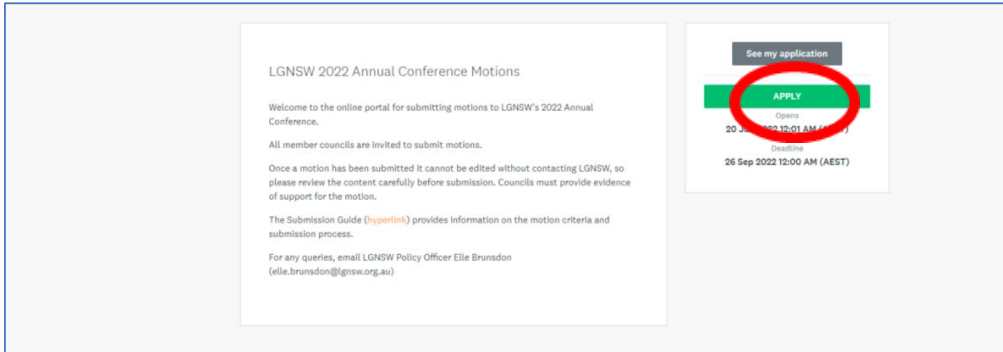 LGNSW 2022 Annual Conference Motions
Welcome to the online portal for submitting motions to LGNSW's 2022 Annual
Conference.
All member councils are invited to submit motions.
Once a motion has been submitted it cannot be edited without contacting LGNSW, so
please review the content carefully before submission. Councils must provide evidence
of support for the motion.
The Submission Guide (hyperlink) provides information on the motion criteria and
submission process.
For any queries, email LGNSW Policy Officer Elle Brunsdon
(elle.brunsdon@lgnsw.org.au)
See my application
APPLY
Opens
20 2022 12:01 AM
Deadline
26 Sep 2022 12:00 AM (AEST)